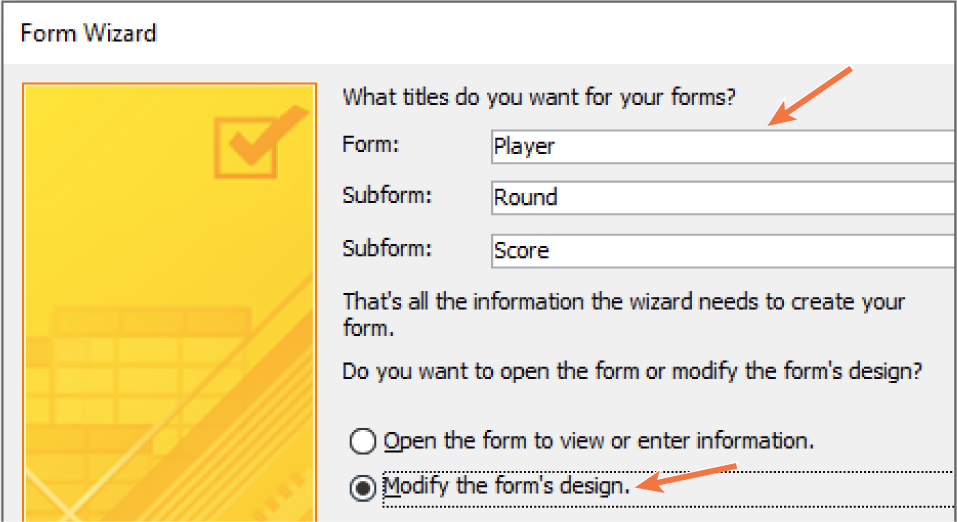 Form Wizard
What titles do you want for your forms?
Form: Player
Subform: Round
Subform: Score
That's all the information the wizard needs to create your
form.
Do you want to open the form or modify the form's design?
Open the form to view or enter information.
Modify the form's design.